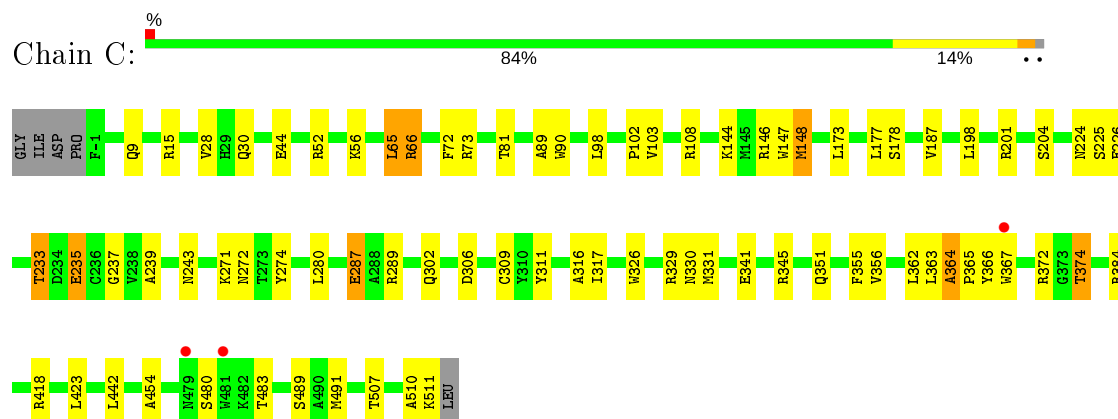 %
Chain C:
84%
14%
• •
GLY ILE ASP PRO F-1 Q9 R15 V28 H29 Q30 E44 R52 K56 L65 R66 F72 R73 T81 A89 W90 L98 P102 V103 R108 K144 M145 R146 W147 M148 L173 L177 S178 V187 L198 R201 S204 N224 S225 E226
T233 D234 E235 C236 G237 V238 A239 N243 K271 N272 T273 Y274 L280 E287 A288 R289 Q302 D306 C309 Y310 Y311 A316 I317 W326 R329 N330 M331 E341 R345 Q351 F355 V356 L362 L363 A364 P365 Y366 W367 R372 G373 T374
R418 L423 L442 A454 N479 S480 W481 K482 T483 S489 A490 M491 T507 A510 K511 LEU